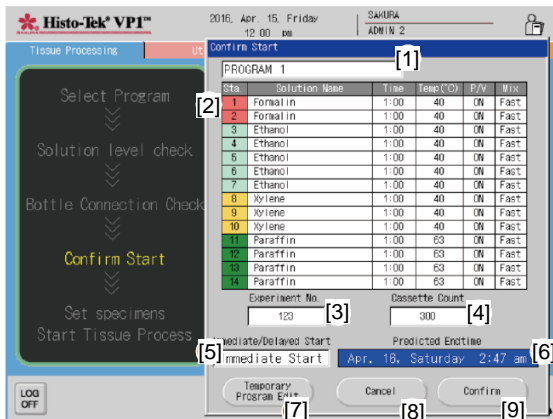 Histo-Tek® VP1™
SAKURA
2016, Apr. 15, Friday
12 00 pm
SAKURA
ADMIN 2
Tissue Processing
Ut
Confirm Start
[1]
PROGRAM 1
[2]
Sta. Solution Name Time Temp(°C) P/V Mix
1 Formalin 1:00 40 ON Fast
2 Formalin 1:00 40 ON Fast
3 Ethanol 1:00 40 ON Fast
4 Ethanol 1:00 40 ON Fast
5 Ethanol 1:00 40 ON Fast
6 Ethanol 1:00 40 ON Fast
7 Ethanol 1:00 40 ON Fast
8 Xylene 1:00 40 ON Fast
9 Xylene 1:00 40 ON Fast
10 Xylene 1:00 40 ON Fast
11 Paraffin 1:00 63 ON Fast
12 Paraffin 1:00 63 ON Fast
13 Paraffin 1:00 63 ON Fast
14 Paraffin 1:00 63 ON Fast
Select Program
Solution level check
Bottle Connection Check
Confirm Start
Set specimens
Start Tissue Process
Experiment No. Cassette Count
123 [3] 300 [4]
mmediate/Delayed Start Predicted Endtime
[5] mmediate Start Apr. 16, Saturday 2:47 am [6]
Temporary
Program Edit
[7]
Cancel
[8]
Confirm
[9]
LOG
OFF